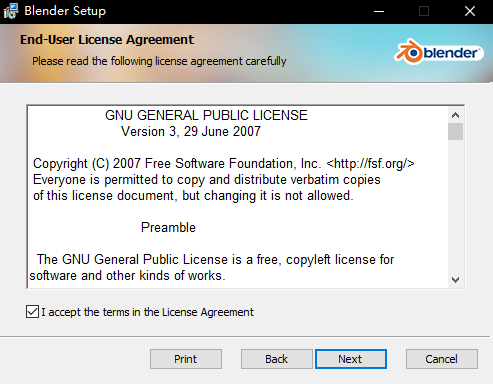 Blender Setup
End-User License Agreement
Please read the following license agreement carefully
blender
GNU GENERAL PUBLIC LICENSE
Version 3, 29 June 2007
Copyright (C) 2007 Free Software Foundation, Inc. <http://fsf.org/>
Everyone is permitted to copy and distribute verbatim copies
of this license document, but changing it is not allowed.
Preamble
The GNU General Public License is a free, copyleft license for
software and other kinds of works.
I accept the terms in the License Agreement
Print Back Next Cancel